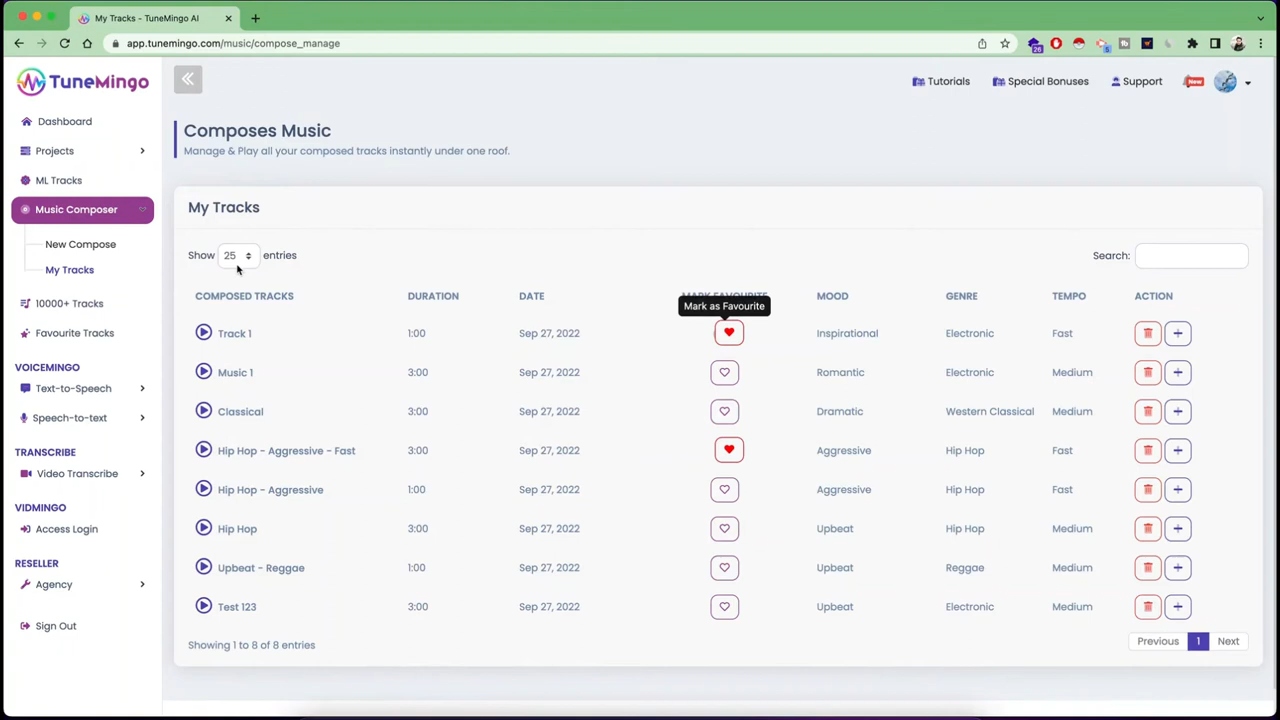 My Tracks - TuneMingo AI
app.tunemingo.com/music/compose_manage
26
5
TuneMingo
Tutorials
Special Bonuses
Support
New
Dashboard
Projects
ML Tracks
Music Composer
New Compose
My Tracks
10000+ Tracks
Favourite Tracks
VOICEMINGO
Text-to-Speech
Speech-to-text
TRANSCRIBE
Video Transcribe
VIDMINGO
Access Login
RESELLER
Agency
Sign Out
Composes Music
Manage & Play all your composed tracks instantly under one roof.
My Tracks
Show 25 entries
Search:
COMPOSED TRACKS DURATION DATE MARK FAVOURITE MOOD GENRE TEMPO ACTION
Mark as Favourite
Track 1 1:00 Sep 27, 2022 Inspirational Electronic Fast
Music 1 3:00 Sep 27, 2022 Romantic Electronic Medium
Classical 3:00 Sep 27, 2022 Dramatic Western Classical Medium
Hip Hop - Aggressive - Fast 3:00 Sep 27, 2022 Aggressive Hip Hop Fast
Hip Hop - Aggressive 1:00 Sep 27, 2022 Aggressive Hip Hop Fast
Hip Hop 3:00 Sep 27, 2022 Upbeat Hip Hop Medium
Upbeat - Reggae 1:00 Sep 27, 2022 Upbeat Reggae Medium
Test 123 3:00 Sep 27, 2022 Upbeat Electronic Medium
Showing 1 to 8 of 8 entries
Previous 1 Next